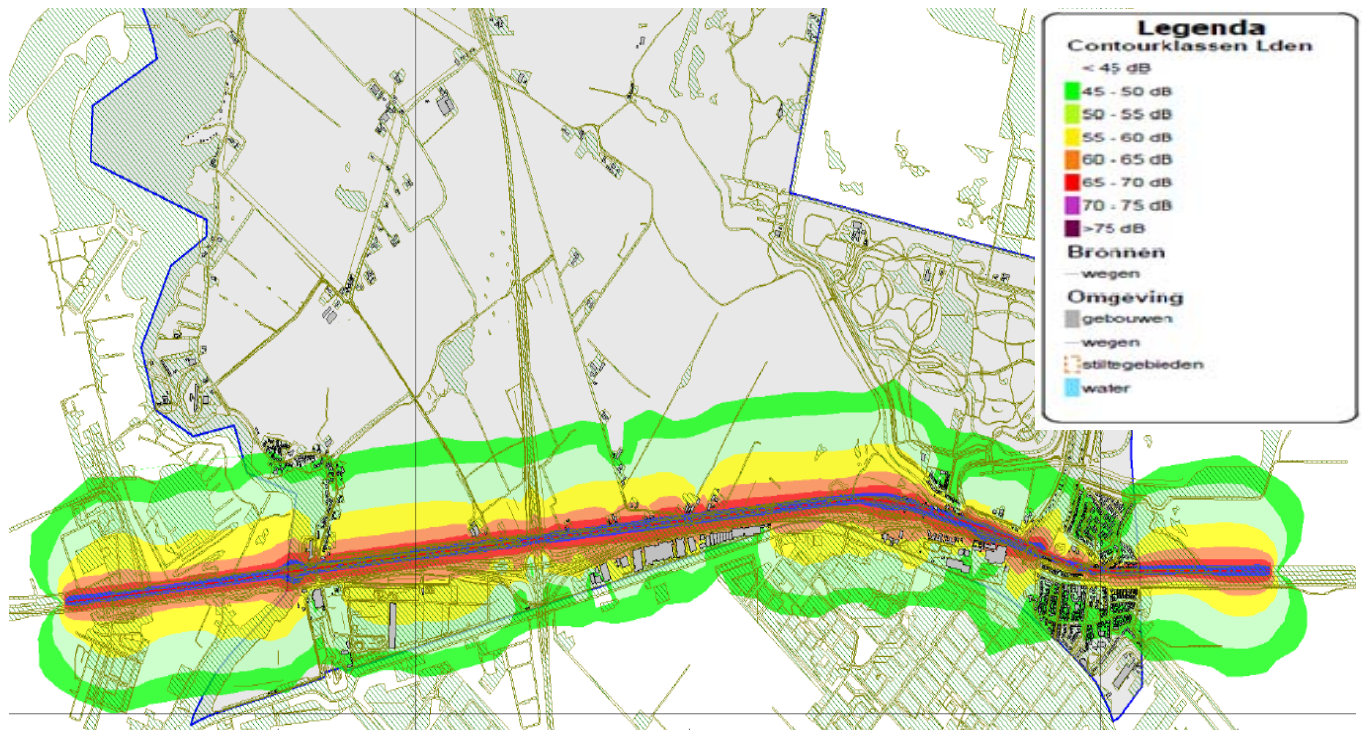 Legenda
Contourklassen Lden
< 45 dB
45 - 50 dB
50 - 55 dB
55 - 60 dB
60 - 65 dB
65 - 70 dB
70 - 75 dB
>75 dB
Bronnen
wegen
Omgeving
gebouwen
wegen
stiltegebieden
water